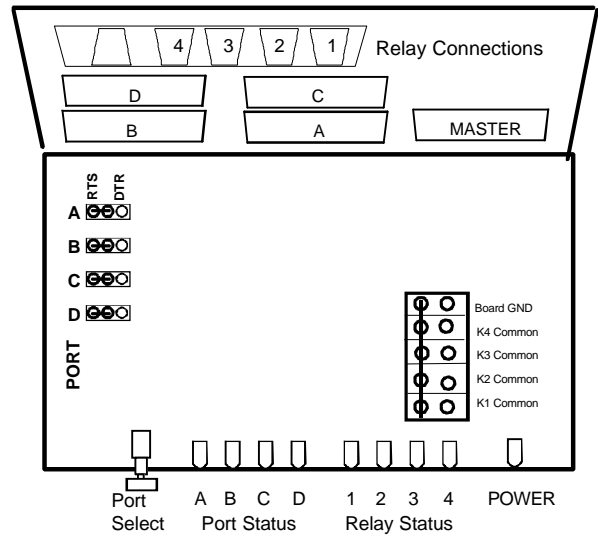 4 3 2 1 Relay Connections
D C
B A MASTER
RTS DTR
A
B
C
D
PORT
Board GND
K4 Common
K3 Common
K2 Common
K1 Common
Port Select
A B C D
Port Status
1 2 3 4
Relay Status
POWER